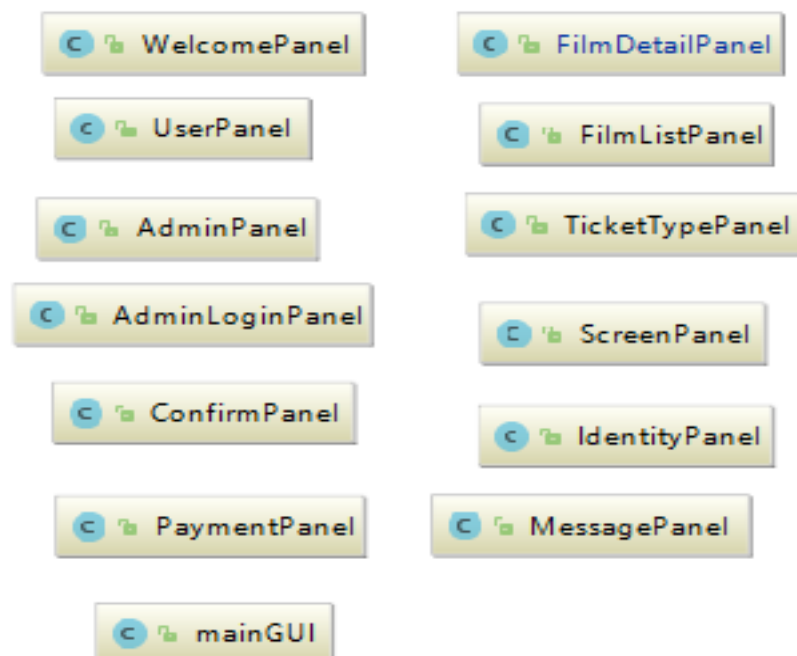 C WelcomePanel
C FilmDetailPanel
C UserPanel
C FilmListPanel
C AdminPanel
C TicketTypePanel
C AdminLoginPanel
C ScreenPanel
C ConfirmPanel
C IdentityPanel
C PaymentPanel
C MessagePanel
C mainGUI